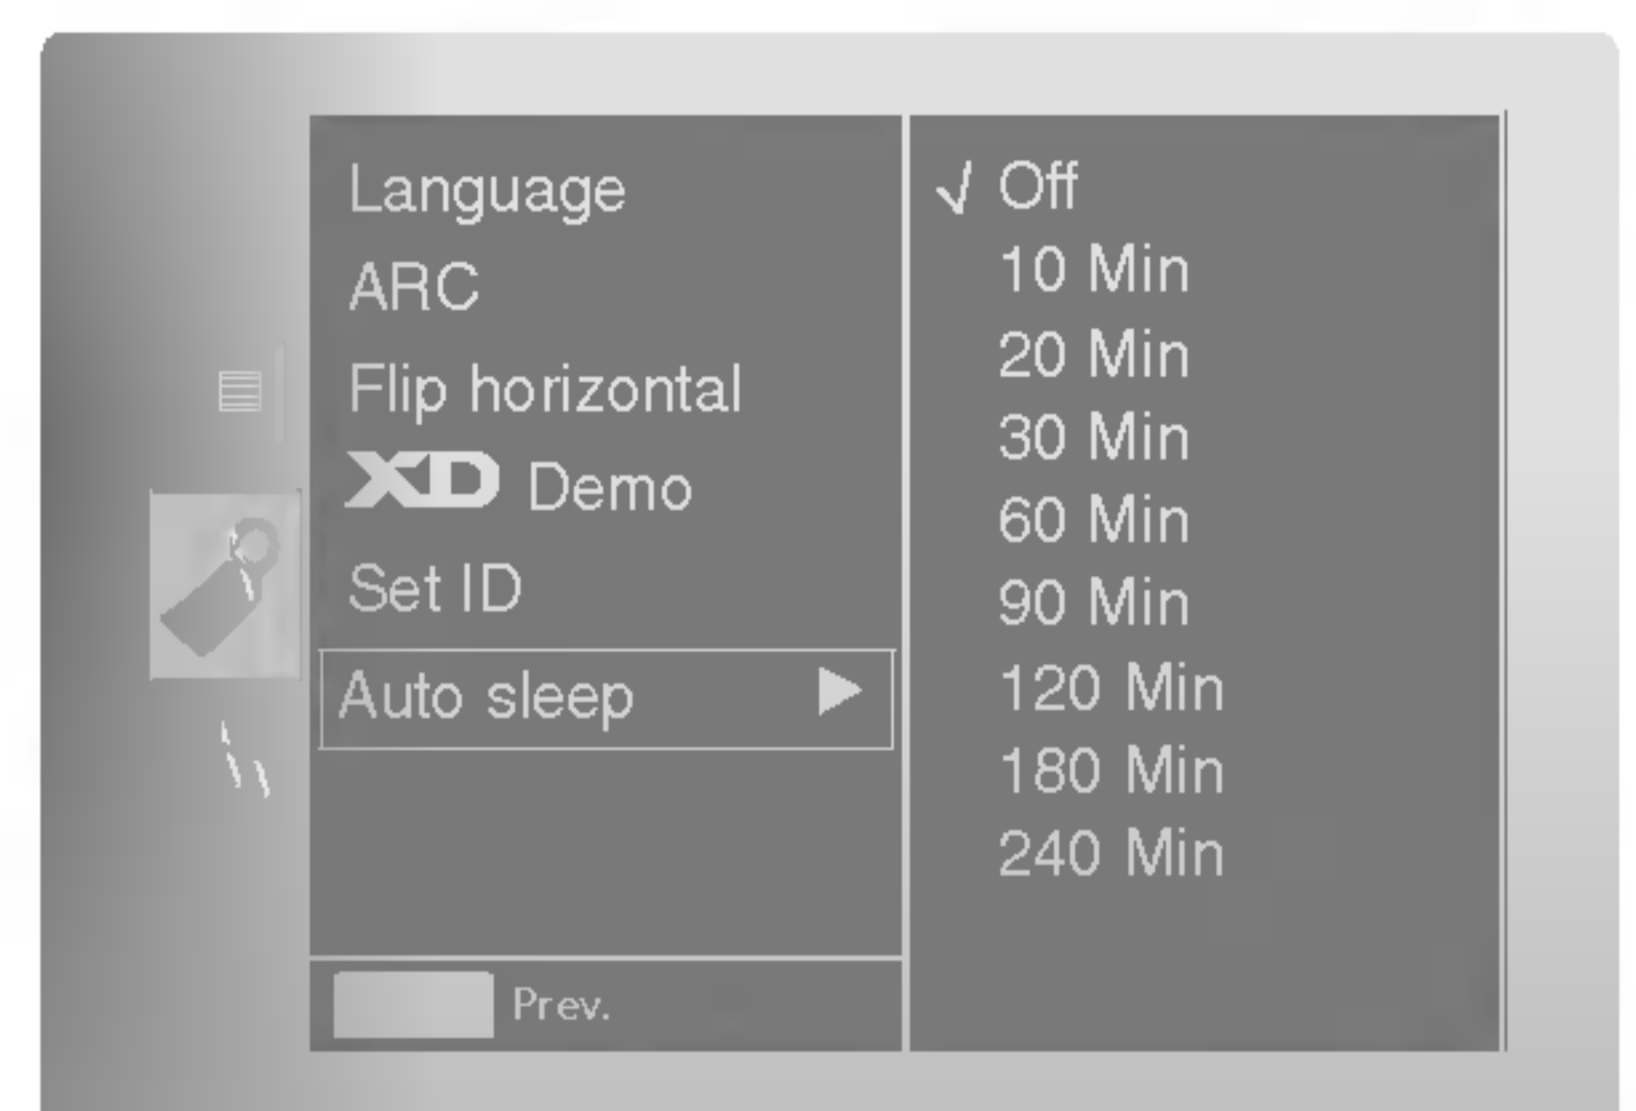 Language
ARC
Flip horizontal
XD Demo
Set ID
Auto sleep
Prev.
√ Off
10 Min
20 Min
30 Min
60 Min
90 Min
120 Min
180 Min
240 Min